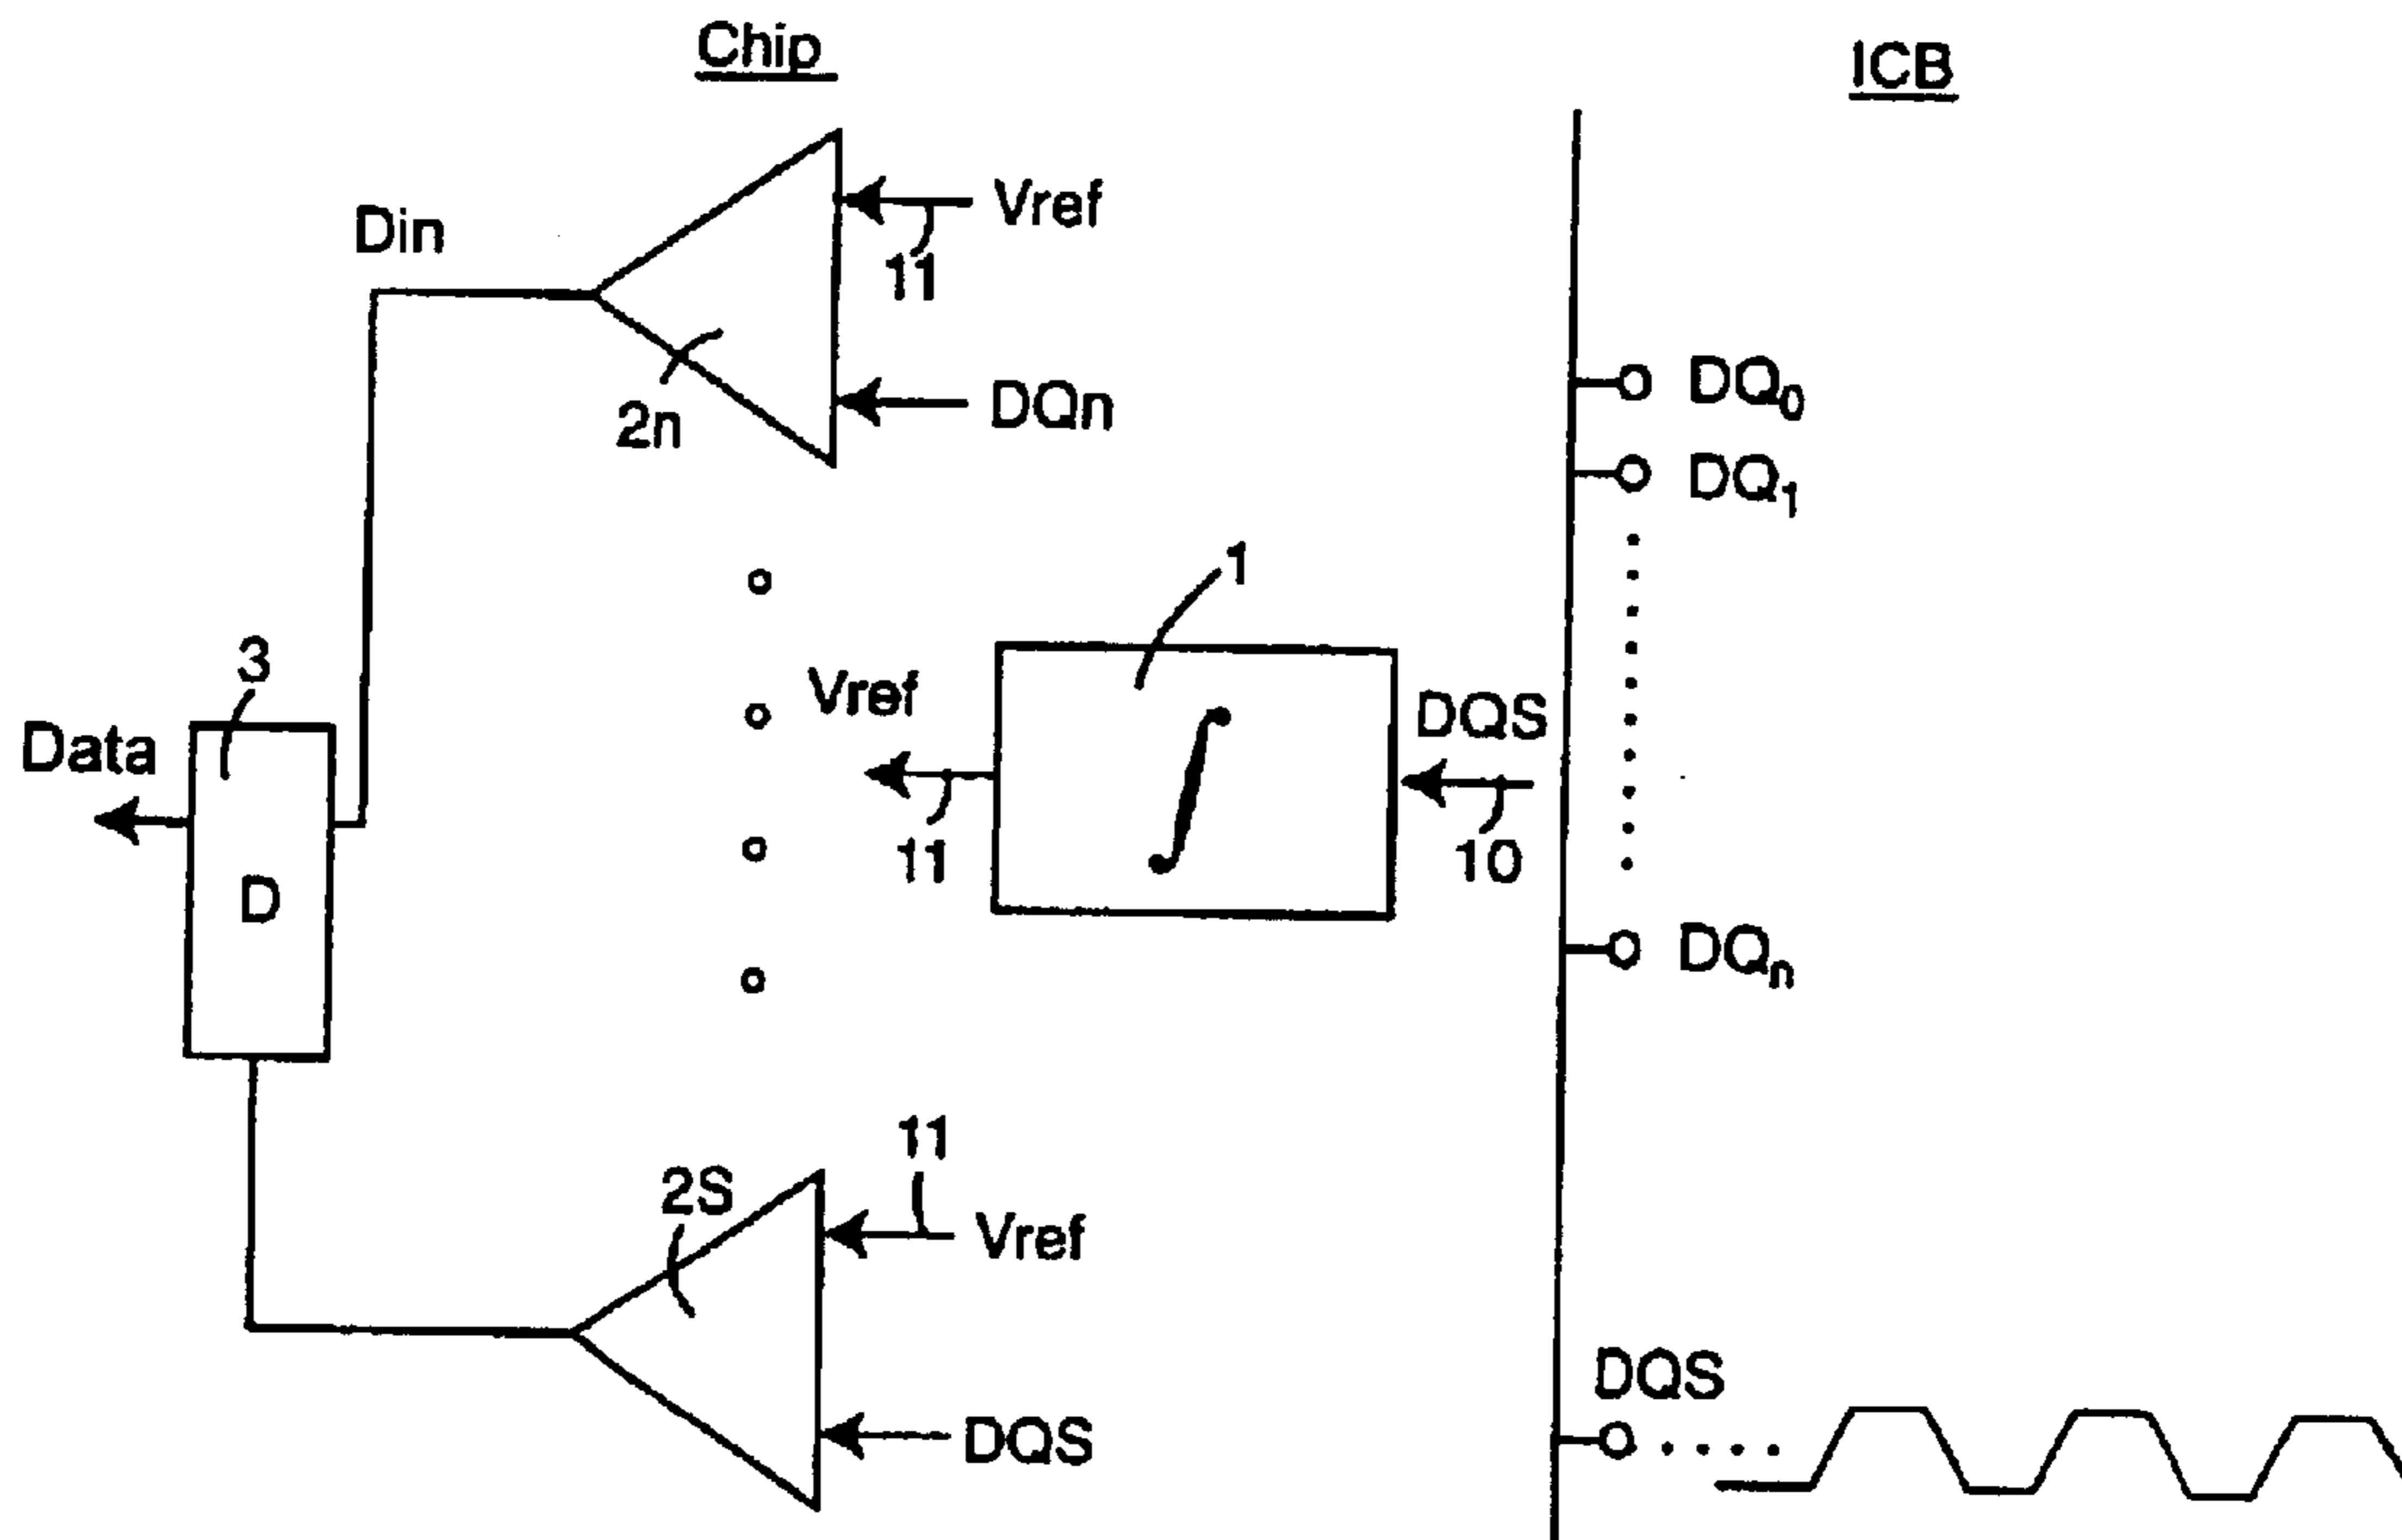 Chip
ICB
Vref
Din
11
DQ0
DQn
2n
DQ1
1
3
Vref
DQS
Data
11
10
D
DQn
11
2S
Vref
DQS
DQS